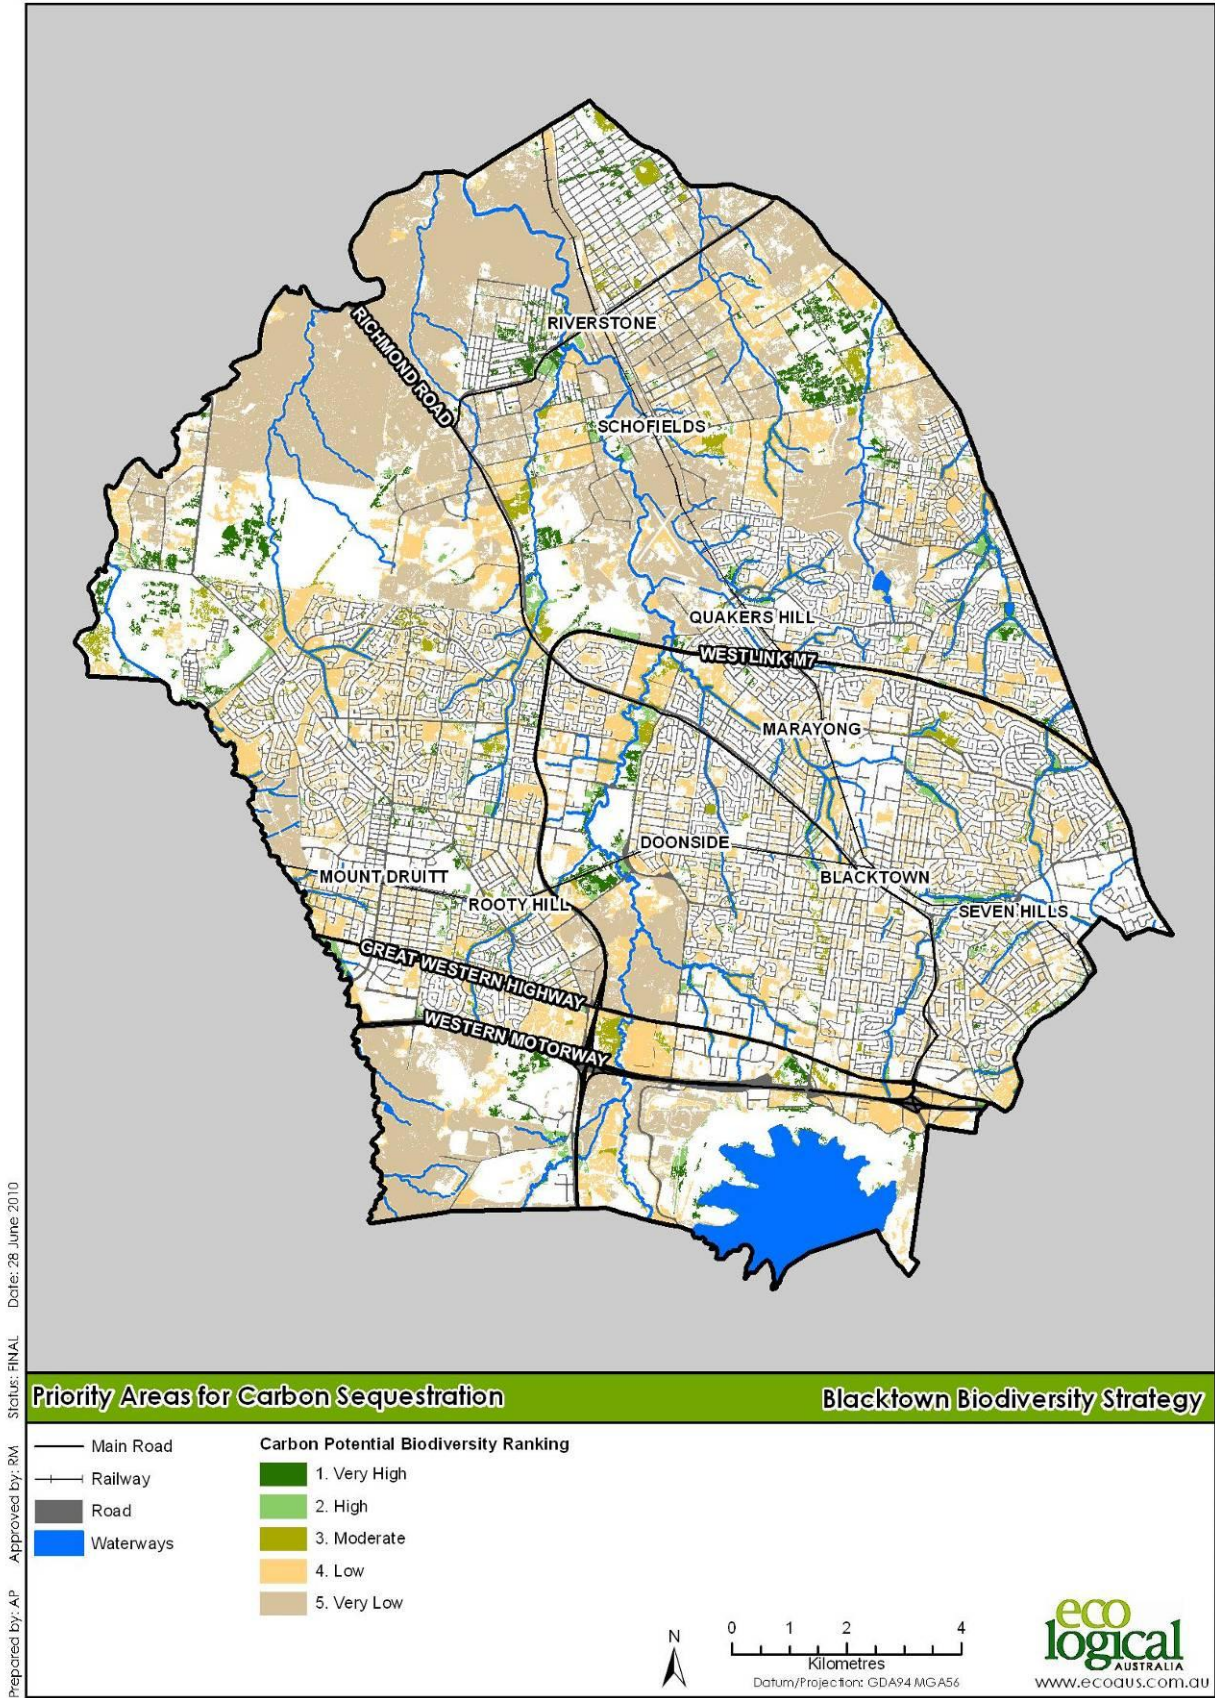 RIVERSTONE
RICHMOND ROAD
SCHOFIELDS
QUAKERS HILL
WESTLINK M7
MARAYONG
DOONSIDE
MOUNT DRUITT
BLACKTOWN
ROOTY HILL
SEVEN HILLS
GREAT WESTERN HIGHWAY
WESTERN MOTORWAY
Prepared by: AP Approved by: RM Status: FINAL Date: 28 June 2010
Priority Areas for Carbon Sequestration Blacktown Biodiversity Strategy
Main Road
Railway
Road
Waterways
Carbon Potential Biodiversity Ranking
1. Very High
2. High
3. Moderate
4. Low
5. Very Low
N
0 1 2 4
Kilometres
Datum/Projection: GDA94 MGA56
eco
logical
AUSTRALIA
www.ecoaus.com.au